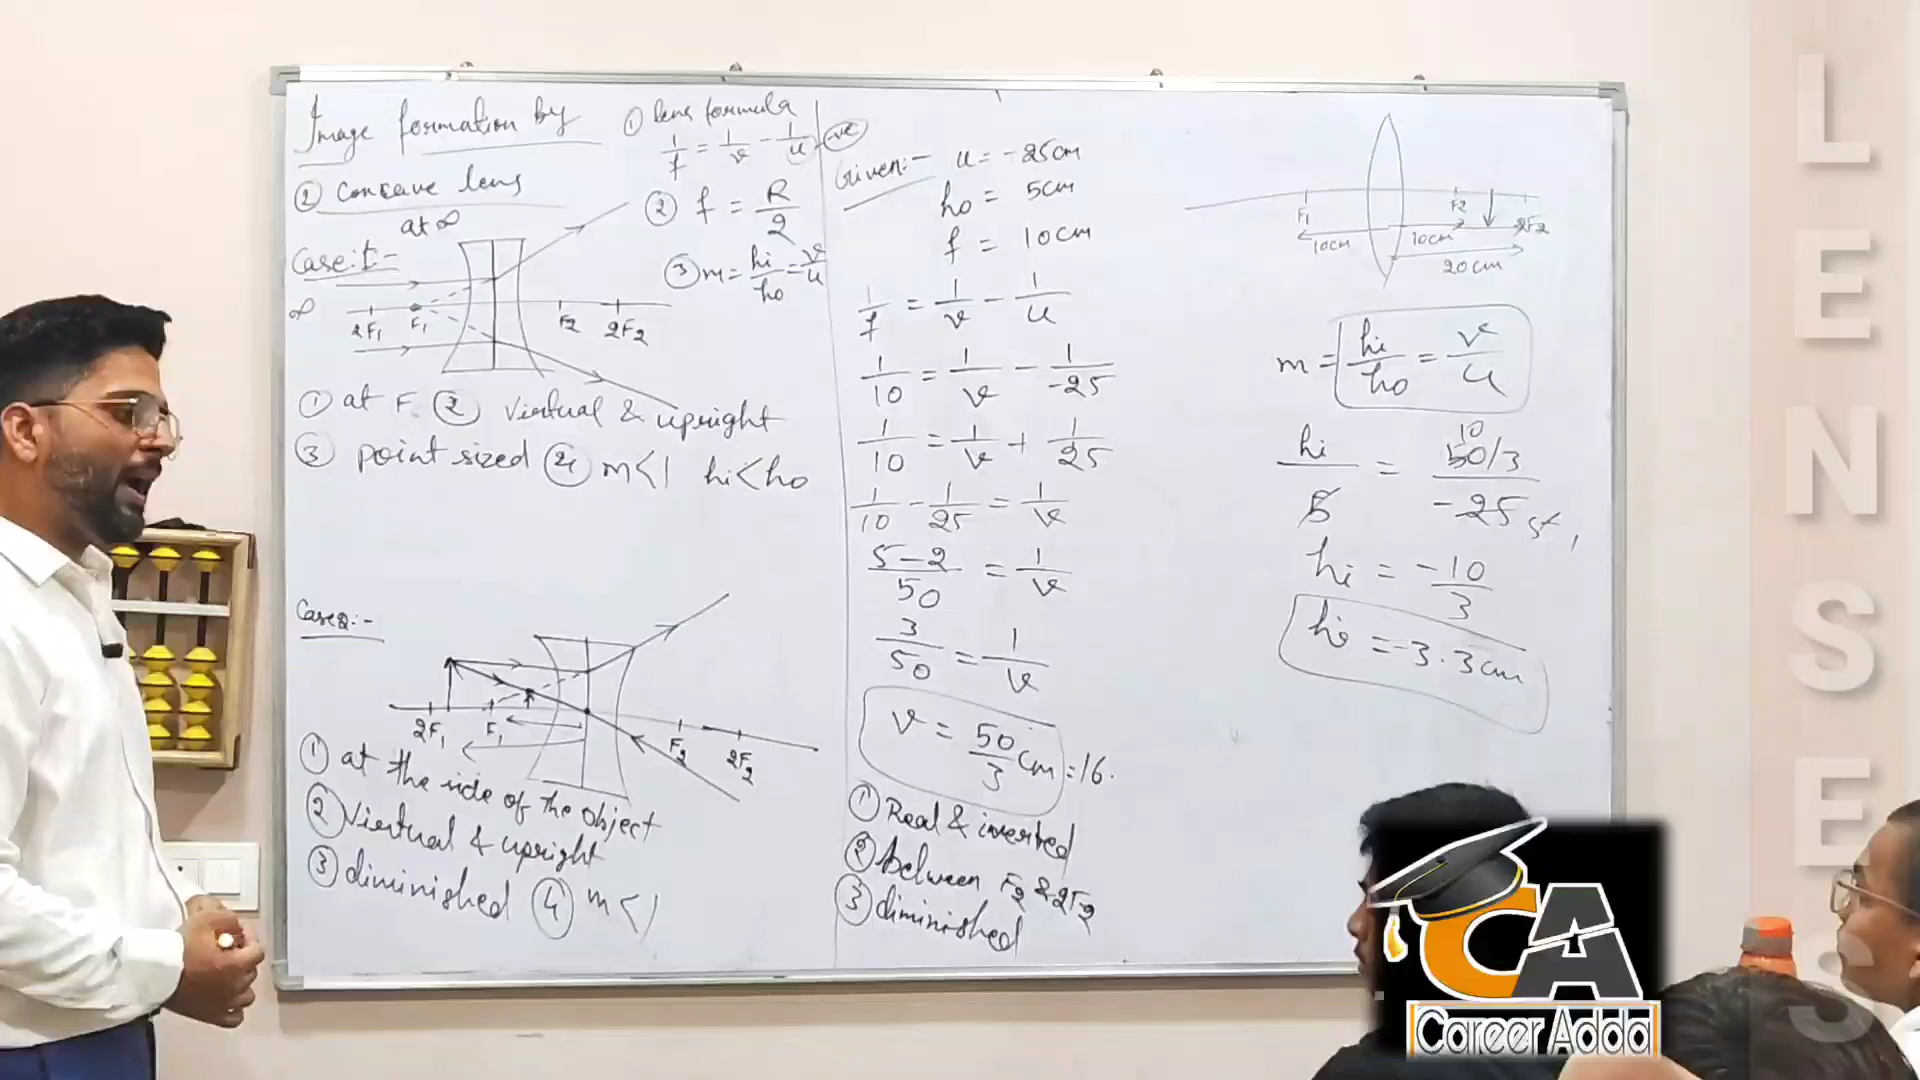 Image formation by
② Concave lens
at ∞
Case:I-
∞
2F₁ F₁ F₂ 2F₂
① at F. ② Virtual & upright
③ point sized ④ m<1 hi<ho
Case2:-
2F₁ F₁ F₂ 2F₂
① at the side of the object
② Virtual & upright
③ diminished ④ m<1
① lens formula
1/f = 1/v - 1/u -ve
② f = R/2
③ m = hi/ho = v/u
Given:- u = -25cm
ho = 5cm
f = 10cm
1/f = 1/v - 1/u
1/10 = 1/v - 1/-25
1/10 = 1/v + 1/25
1/10 - 1/25 = 1/v
5-2/50 = 1/v
3/50 = 1/v
v = 50/3 cm = 16.
① Real & inverted
② between F₂ & 2F₂
③ diminished
F₁ F₂ 2F₂
10cm 10cm
20cm
m = hi/ho = v/u
10
hi/5 = 50/3/-25
hi = -10/3
hi = -3.3cm
LENSES
CA
Career Adda